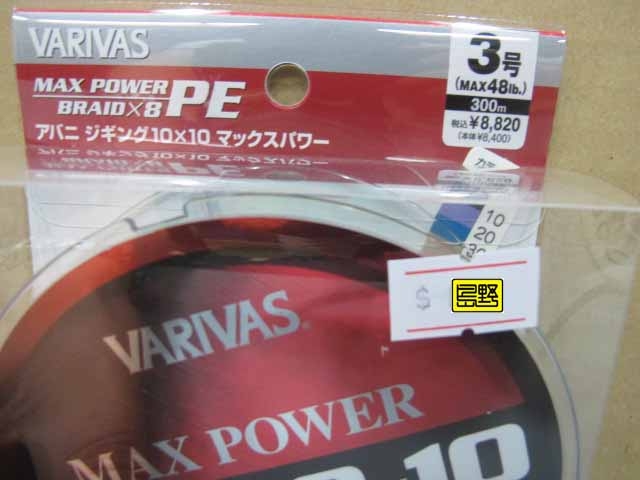 VARIVAS
MAX POWER
BRAID×8 PE
アバニ ジギング10×10 マックスパワー
3号
(MAX48lb.)
300m
税込¥8,820
(本体¥8,400)
10
20
$
VARIVAS®
MAX POWER
10